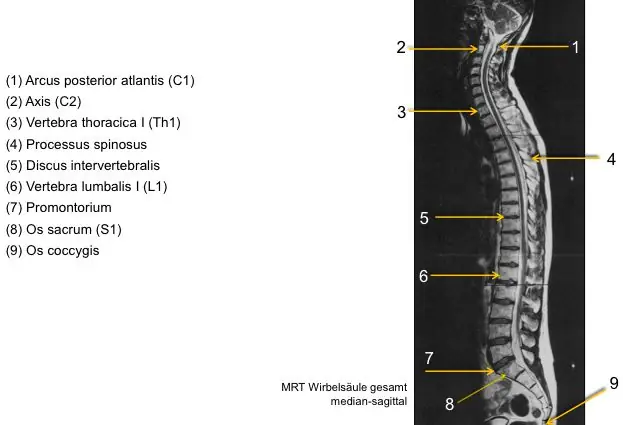 (1) Arcus posterior atlantis (C1)
(2) Axis (C2)
(3) Vertebra thoracica I (Th1)
(4) Processus spinosus
(5) Discus intervertebralis
(6) Vertebra lumbalis I (L1)
(7) Promontorium
(8) Os sacrum (S1)
(9) Os coccygis
2
1
3
4
5
6
7
8
9
MRT Wirbelsäule gesamt
median-sagittal